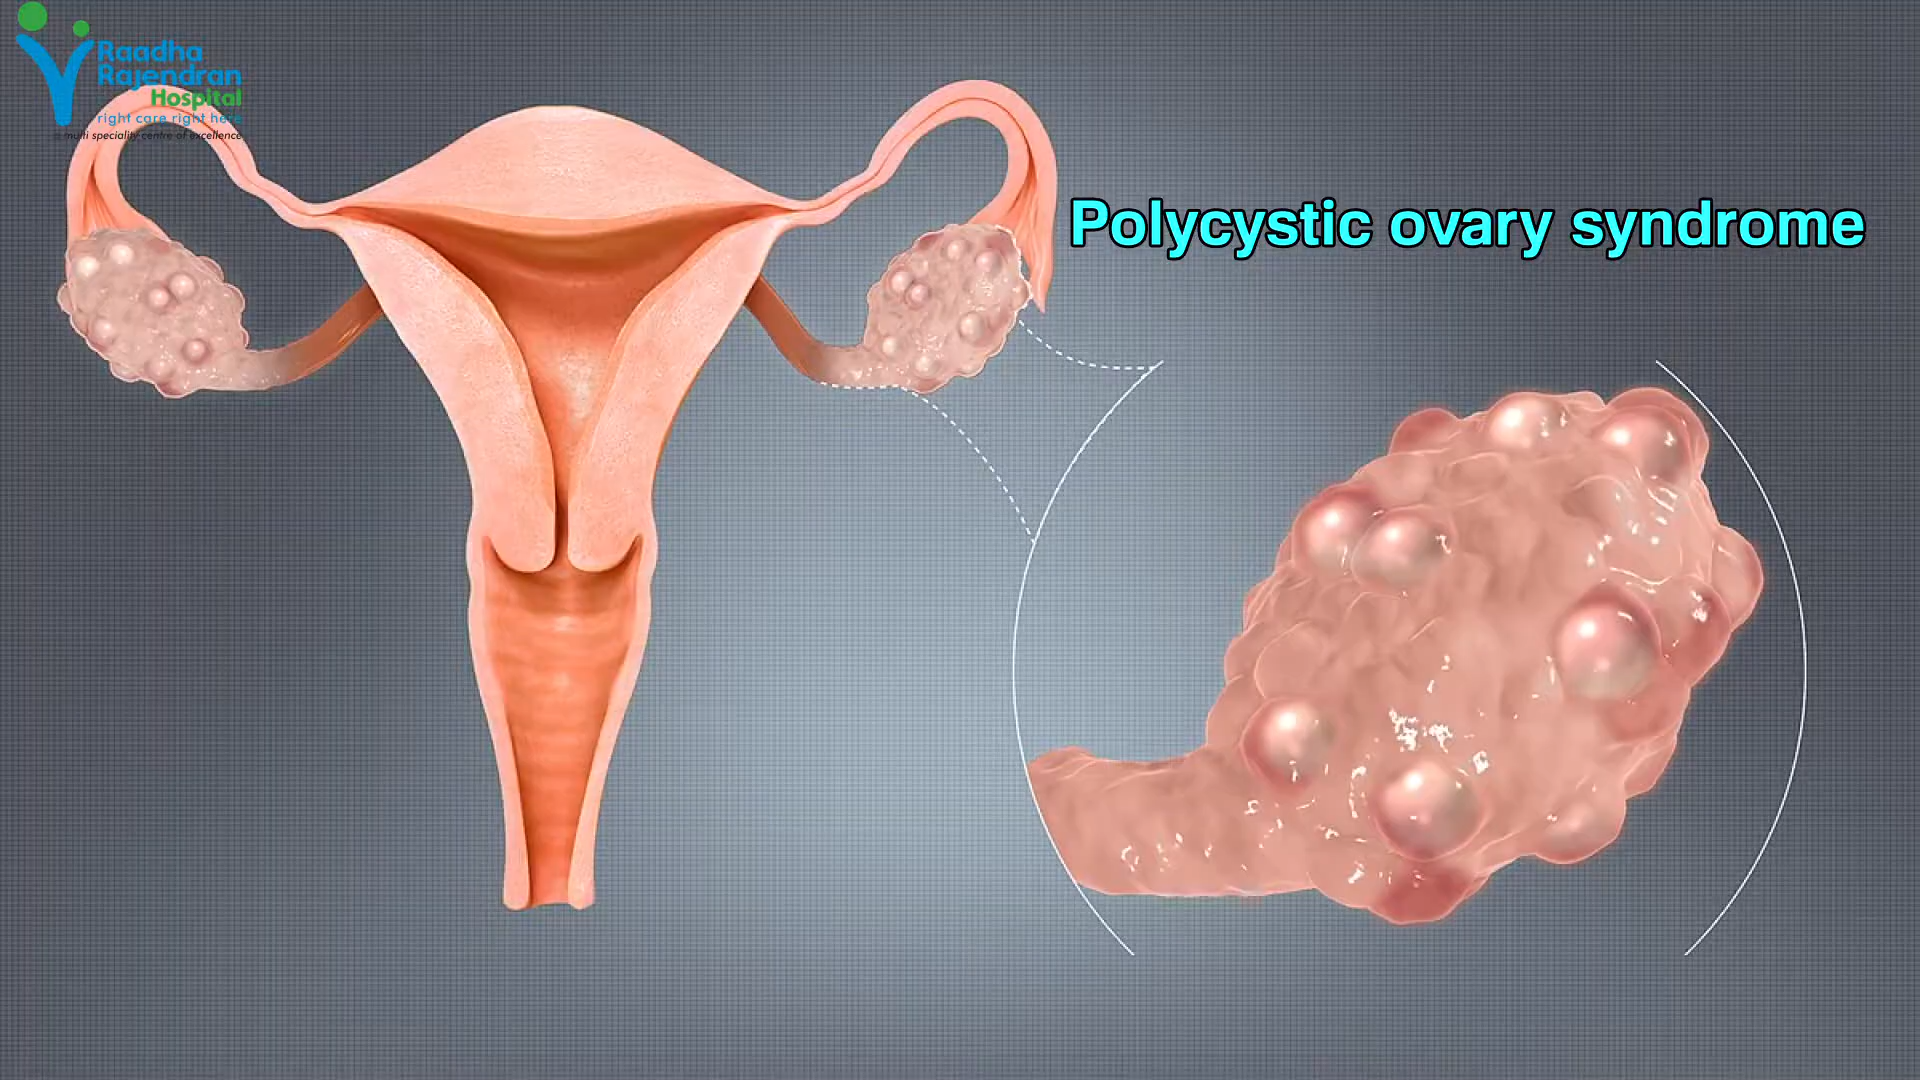 Raadha
Rajendran
Hospital
right care right here
a multi speciality centre of excellence
Polycystic ovary syndrome